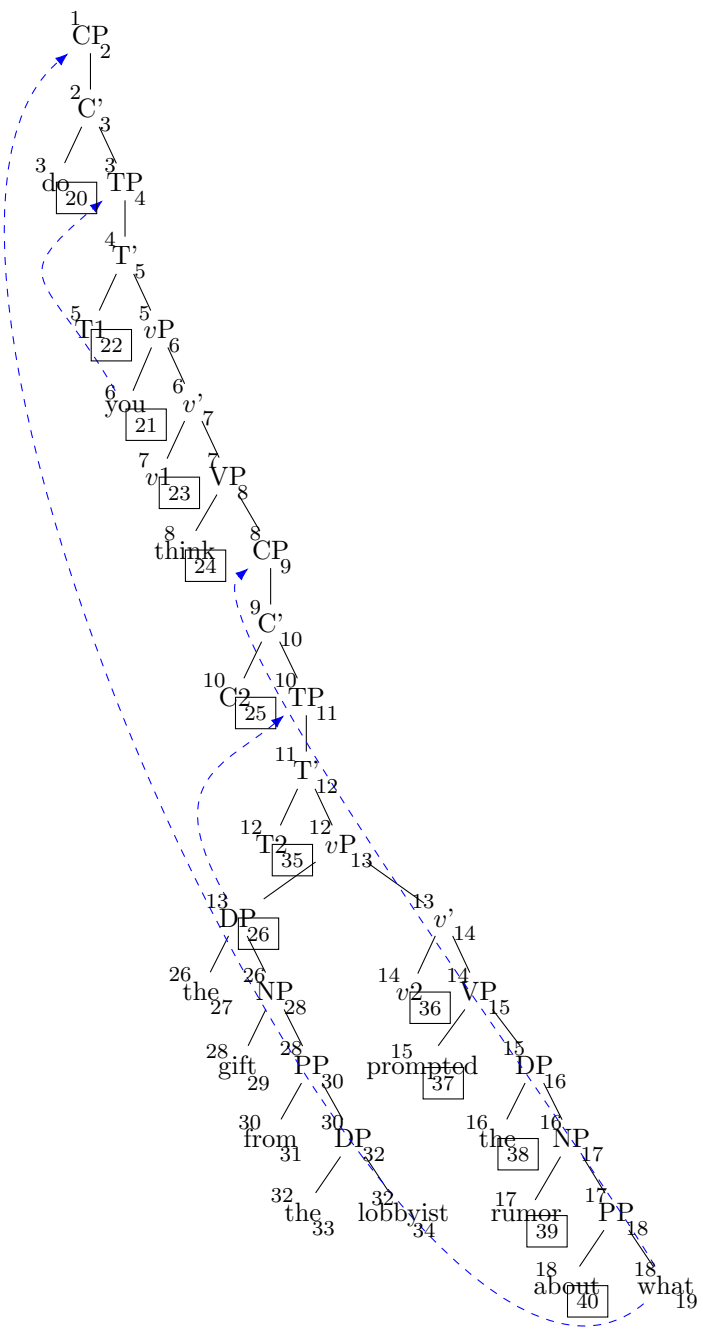 1 CP 2
2 C' 3
3 do 20 3 TP 4
4 T' 5
5 T1 22 5 vP 6
6 you 21 6 v' 7
7 v1 23 7 VP 8
8 think 24 8 CP 9
9 C' 10
10 C2 25 10 TP 11
11 T' 12
12 T2 35 12 vP 13
13 DP 26 13 v' 14
26 the 27 26 NP 28 14 v2 36 14 VP 15
28 gift 29 28 PP 30 15 prompted 37 15 DP 16
30 from 31 30 DP 32 16 the 38 16 NP 17
32 the 33 32 lobbyist 34 17 rumor 39 17 PP 18
18 about 40 18 what 19